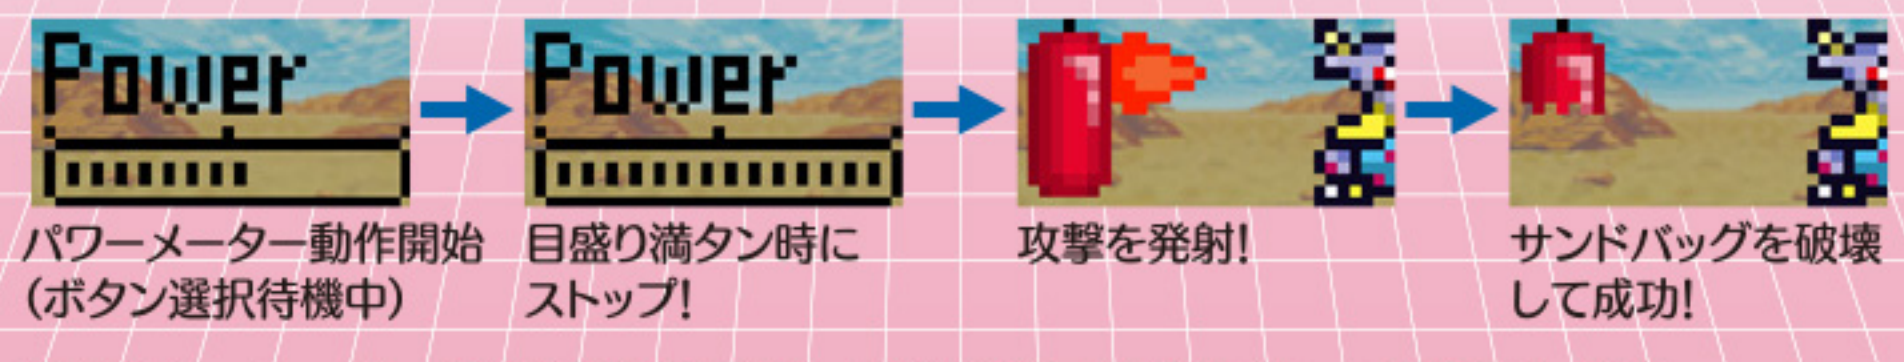 Power
パワーメーター動作開始
（ボタン選択待機中）
Power
目盛り満タン時に
ストップ！
攻撃を発射！
サンドバッグを破壊
して成功！